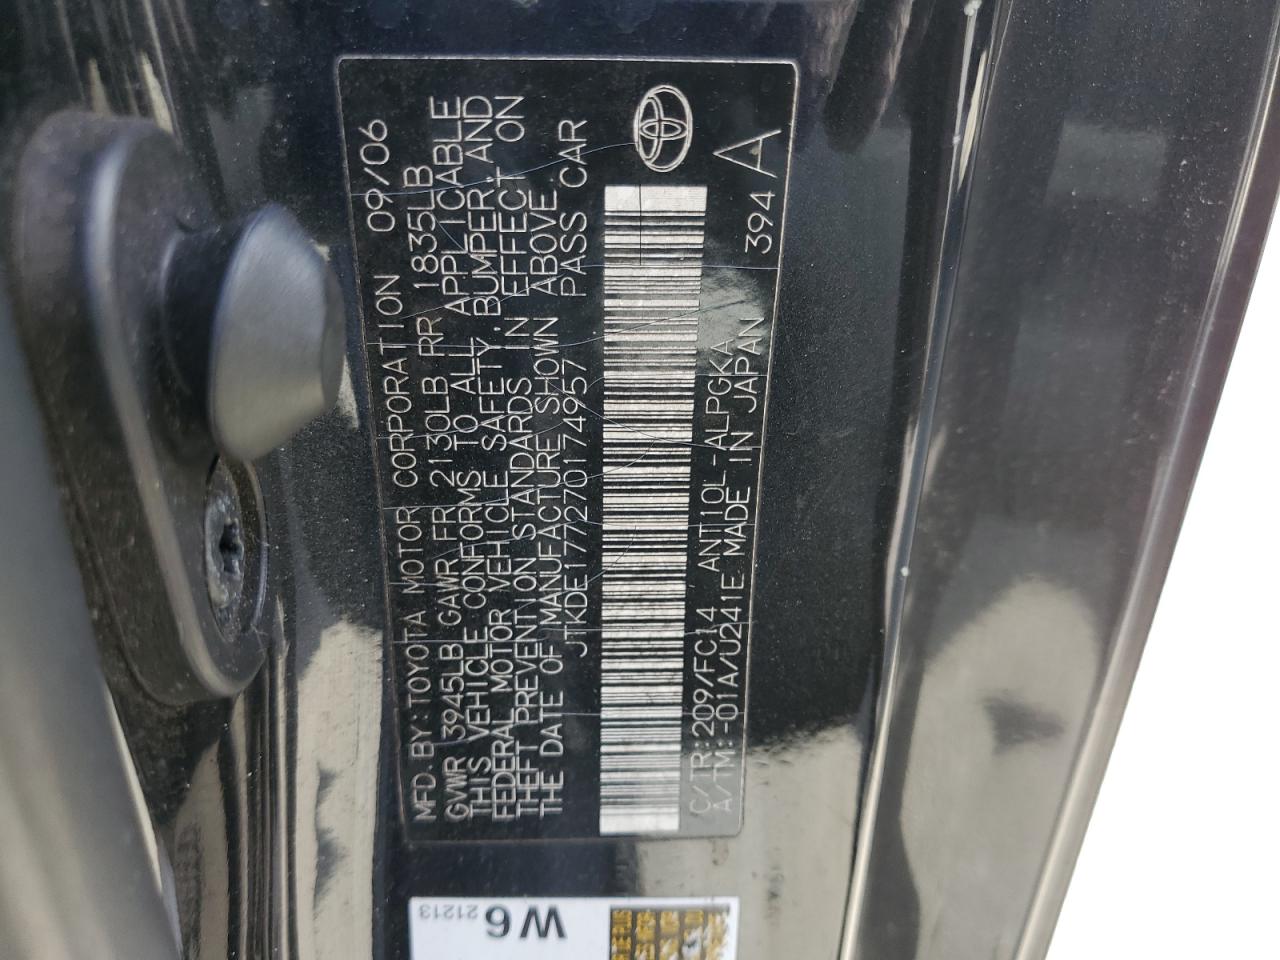 MFD. BY: TOYOTA MOTOR CORPORATION 09/06
GVWR 3945LB GAWR FR 2130LB RR 1835LB
THIS VEHICLE CONFORMS TO ALL APPLICABLE
FEDERAL MOTOR VEHICLE SAFETY, BUMPER, AND
THEFT PREVENTION STANDARDS IN EFFECT ON
THE DATE OF MANUFACTURE SHOWN ABOVE.
JTKDE177270174957 PASS CAR
C/TR: 209/FC14 ANT10L-ALPGKA 394
A/TM: -01A/U241E MADE IN JAPAN A
W6
21213